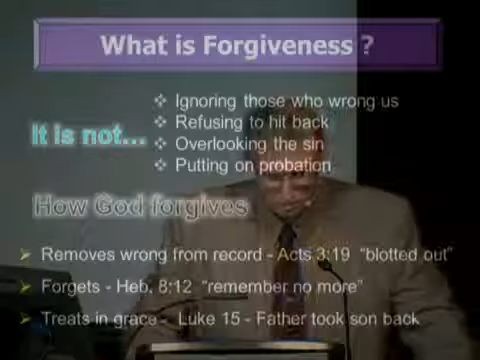 What is Forgiveness ?
It is not...
❖ Ignoring those who wrong us
❖ Refusing to hit back
❖ Overlooking the sin
❖ Putting on probation
How God forgives
➢ Removes wrong from record - Acts 3:19 "blotted out"
➢ Forgets - Heb. 8:12 "remember no more"
➢ Treats in grace - Luke 15 - Father took son back